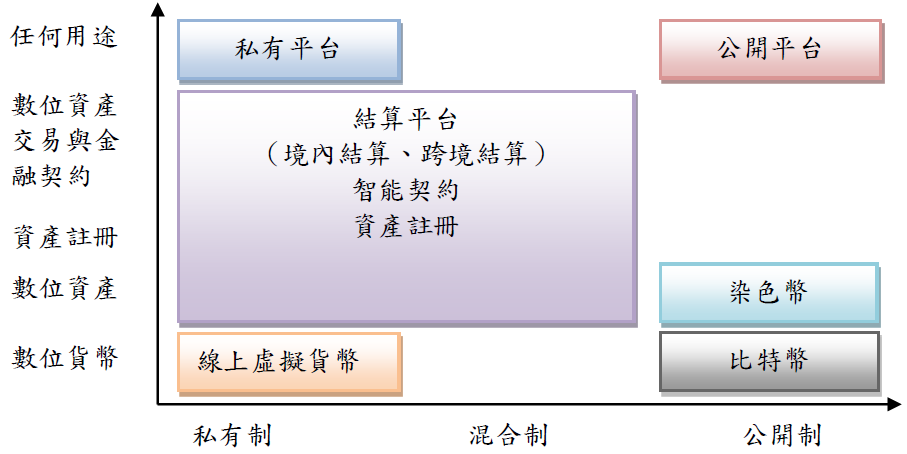 任何用途
私有平台
公開平台
數位資產
交易與金
融契約
結算平台
（境內結算、跨境結算）
智能契約
資產註冊
資產註冊
數位資產
染色幣
數位貨幣
線上虛擬貨幣
比特幣
私有制
混合制
公開制